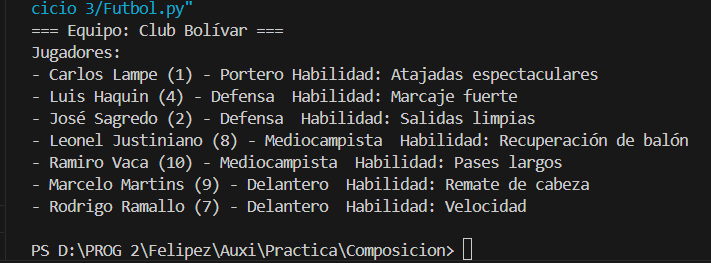 cicio 3/Futbol.py"
=== Equipo: Club Bolívar ===
Jugadores:
- Carlos Lampe (1) - Portero Habilidad: Atajadas espectaculares
- Luis Haquin (4) - Defensa  Habilidad: Marcaje fuerte
- José Sagredo (2) - Defensa  Habilidad: Salidas limpias
- Leonel Justiniano (8) - Mediocampista  Habilidad: Recuperación de balón
- Ramiro Vaca (10) - Mediocampista  Habilidad: Pases largos
- Marcelo Martins (9) - Delantero  Habilidad: Remate de cabeza
- Rodrigo Ramallo (7) - Delantero  Habilidad: Velocidad
PS D:\PROG 2\Felipez\Auxi\Practica\Composicion>